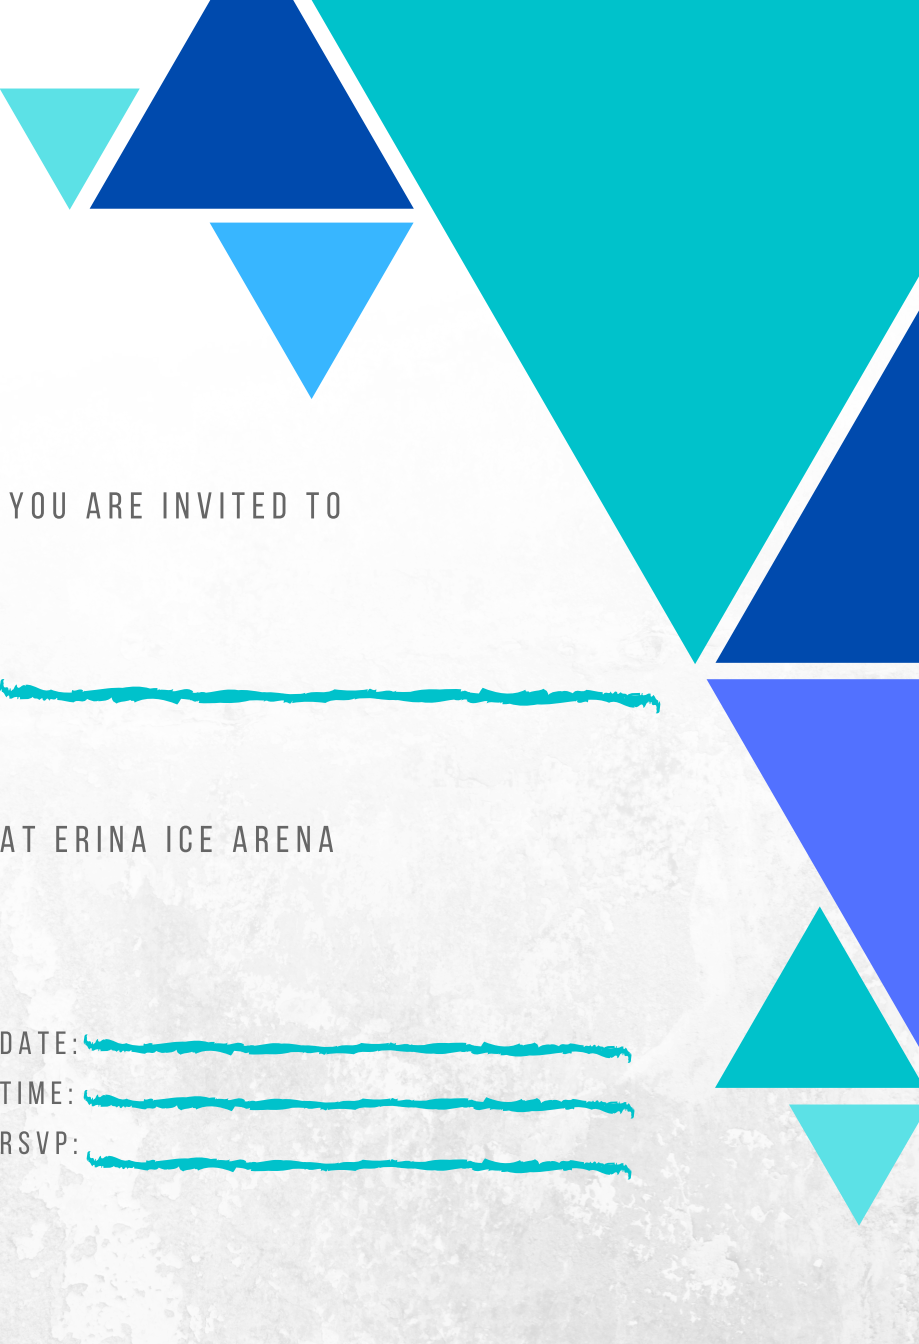 YOU ARE INVITED TO
AT ERINA ICE ARENA
DATE:
TIME:
RSVP: